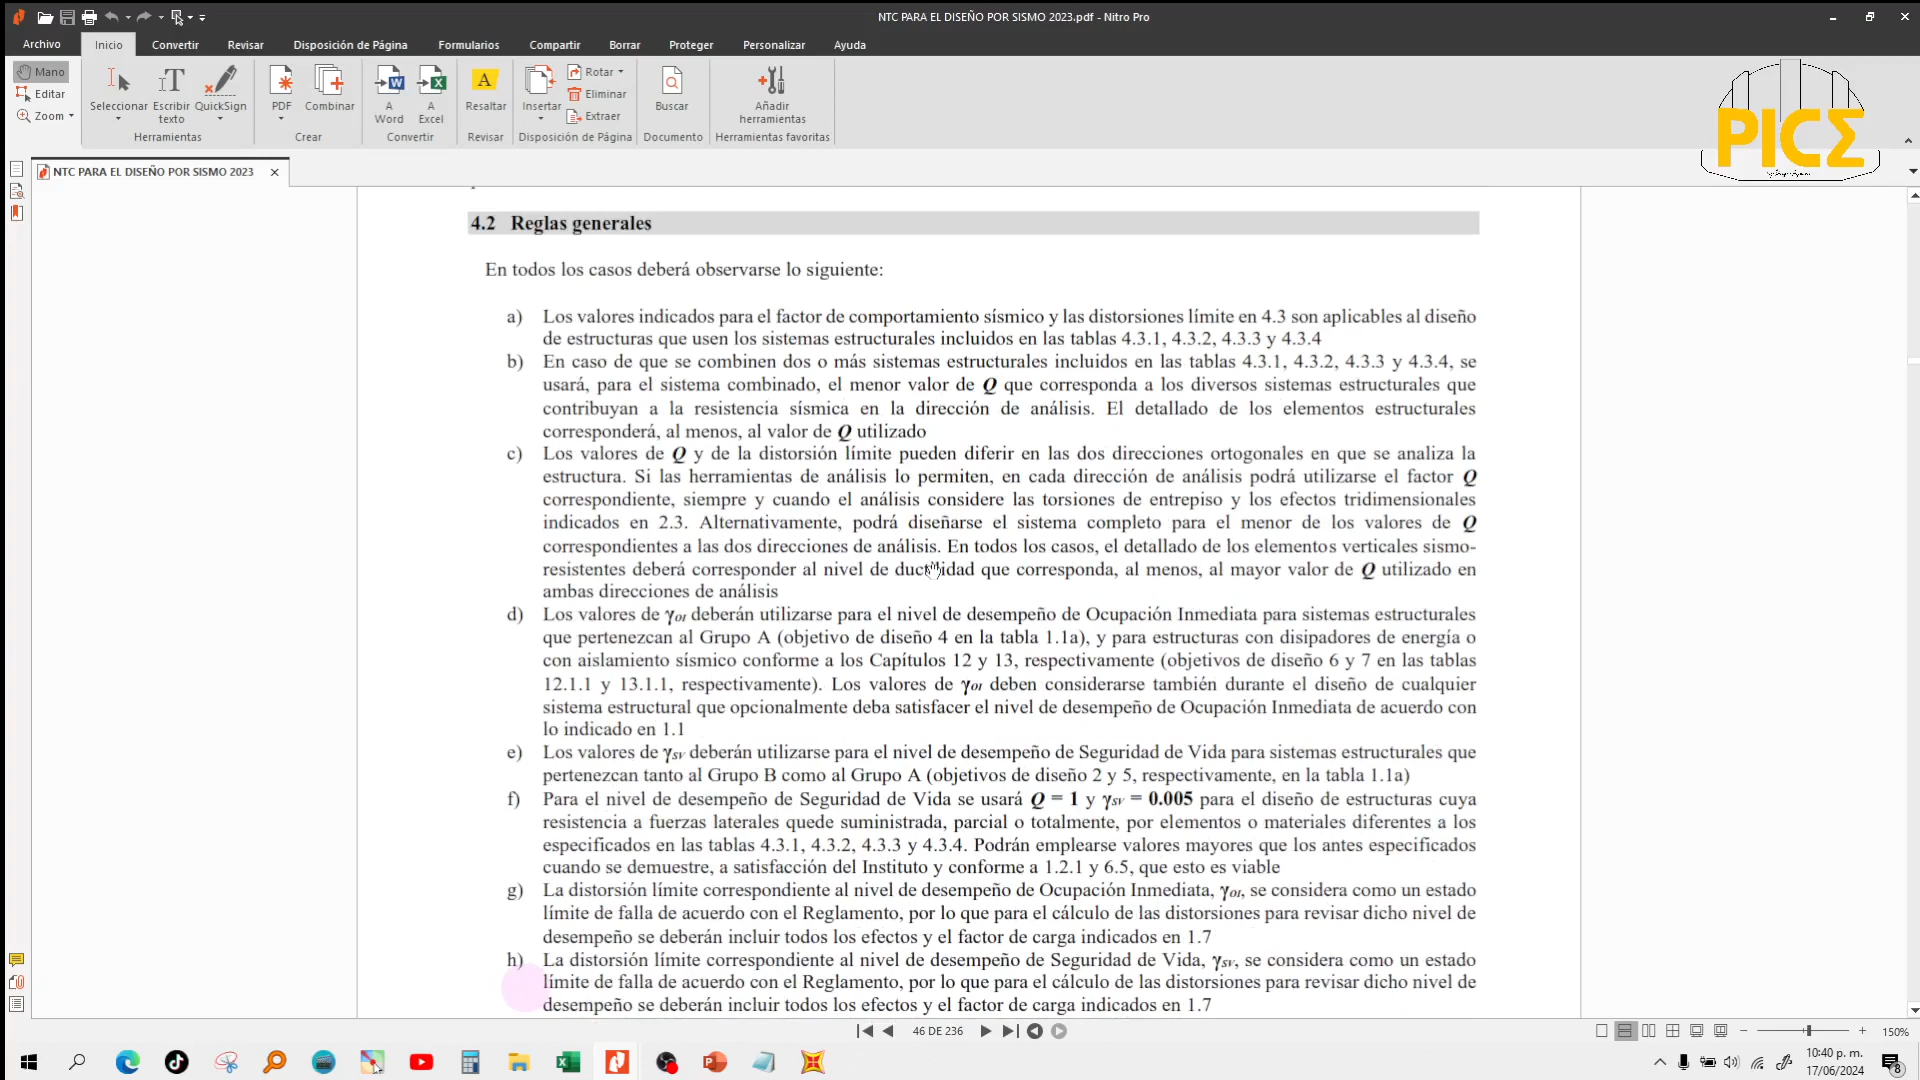 NTC PARA EL DISEÑO POR SISMO 2023.pdf - Nitro Pro
Archivo Inicio Convertir Revisar Disposición de Página Formularios Compartir Borrar Proteger Personalizar Ayuda
Mano
Editar
Zoom
Seleccionar Escribir texto QuickSign
Herramientas
PDF Combinar
Crear
A Word A Excel
Convertir
Resaltar
Revisar
Insertar Rotar Eliminar Extraer
Disposición de Página
Buscar
Documento
Añadir herramientas
Herramientas favoritas
PICE
NTC PARA EL DISEÑO POR SISMO 2023
4.2 Reglas generales
En todos los casos deberá observarse lo siguiente:
a) Los valores indicados para el factor de comportamiento sísmico y las distorsiones límite en 4.3 son aplicables al diseño
de estructuras que usen los sistemas estructurales incluidos en las tablas 4.3.1, 4.3.2, 4.3.3 y 4.3.4
b) En caso de que se combinen dos o más sistemas estructurales incluidos en las tablas 4.3.1, 4.3.2, 4.3.3 y 4.3.4, se
usará, para el sistema combinado, el menor valor de Q que corresponda a los diversos sistemas estructurales que
contribuyan a la resistencia sísmica en la dirección de análisis. El detallado de los elementos estructurales
corresponderá, al menos, al valor de Q utilizado
c) Los valores de Q y de la distorsión límite pueden diferir en las dos direcciones ortogonales en que se analiza la
estructura. Si las herramientas de análisis lo permiten, en cada dirección de análisis podrá utilizarse el factor Q
correspondiente, siempre y cuando el análisis considere las torsiones de entrepiso y los efectos tridimensionales
indicados en 2.3. Alternativamente, podrá diseñarse el sistema completo para el menor de los valores de Q
correspondientes a las dos direcciones de análisis. En todos los casos, el detallado de los elementos verticales sismo-
resistentes deberá corresponder al nivel de ductilidad que corresponda, al menos, al mayor valor de Q utilizado en
ambas direcciones de análisis
d) Los valores de γOI deberán utilizarse para el nivel de desempeño de Ocupación Inmediata para sistemas estructurales
que pertenezcan al Grupo A (objetivo de diseño 4 en la tabla 1.1a), y para estructuras con disipadores de energía o
con aislamiento sísmico conforme a los Capítulos 12 y 13, respectivamente (objetivos de diseño 6 y 7 en las tablas
12.1.1 y 13.1.1, respectivamente). Los valores de γOI deben considerarse también durante el diseño de cualquier
sistema estructural que opcionalmente deba satisfacer el nivel de desempeño de Ocupación Inmediata de acuerdo con
lo indicado en 1.1
e) Los valores de γSV deberán utilizarse para el nivel de desempeño de Seguridad de Vida para sistemas estructurales que
pertenezcan tanto al Grupo B como al Grupo A (objetivos de diseño 2 y 5, respectivamente, en la tabla 1.1a)
f) Para el nivel de desempeño de Seguridad de Vida se usará Q = 1 y γSV = 0.005 para el diseño de estructuras cuya
resistencia a fuerzas laterales quede suministrada, parcial o totalmente, por elementos o materiales diferentes a los
especificados en las tablas 4.3.1, 4.3.2, 4.3.3 y 4.3.4. Podrán emplearse valores mayores que los antes especificados
cuando se demuestre, a satisfacción del Instituto y conforme a 1.2.1 y 6.5, que esto es viable
g) La distorsión límite correspondiente al nivel de desempeño de Ocupación Inmediata, γOI, se considera como un estado
límite de falla de acuerdo con el Reglamento, por lo que para el cálculo de las distorsiones para revisar dicho nivel de
desempeño se deberán incluir todos los efectos y el factor de carga indicados en 1.7
h) La distorsión límite correspondiente al nivel de desempeño de Seguridad de Vida, γSV, se considera como un estado
límite de falla de acuerdo con el Reglamento, por lo que para el cálculo de las distorsiones para revisar dicho nivel de
desempeño se deberán incluir todos los efectos y el factor de carga indicados en 1.7
46 DE 236
150%
10:40 p. m.
17/06/2024
8